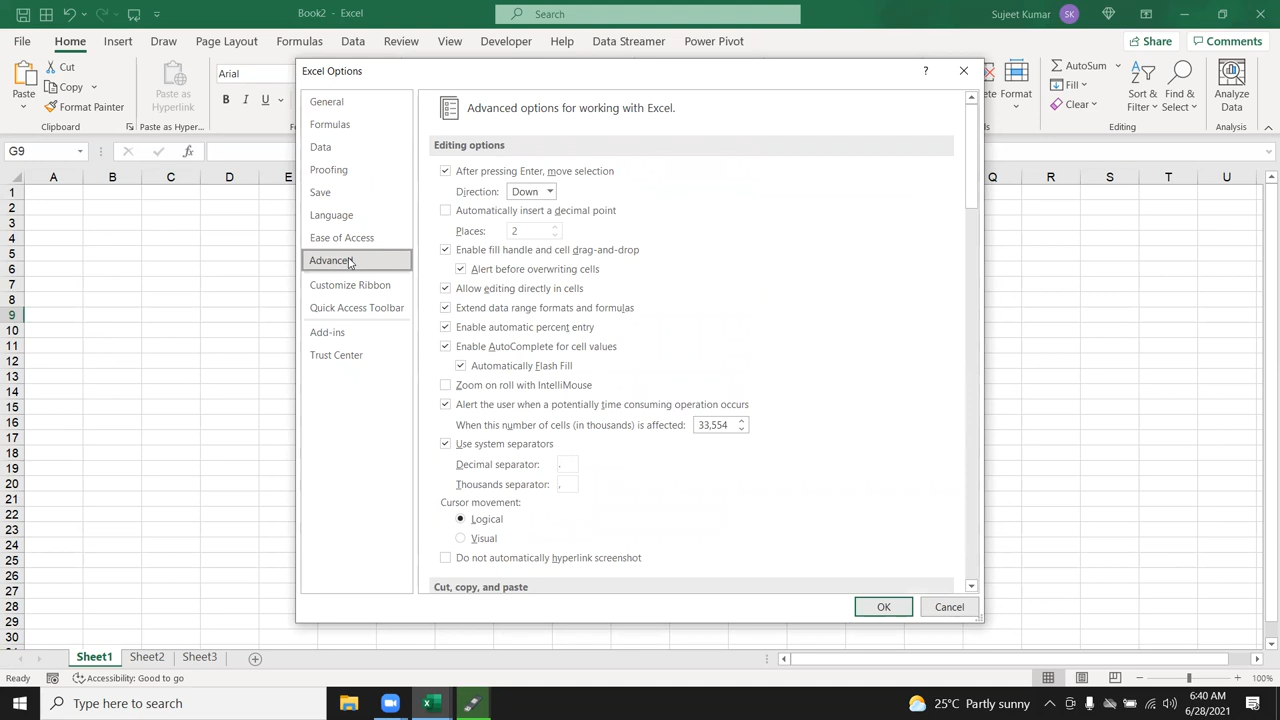 Book2 - Excel
Search
Sujeet Kumar
SK
File
Home
Insert
Draw
Page Layout
Formulas
Data
Review
View
Developer
Help
Data Streamer
Power Pivot
Share
Comments
Paste
Cut
Copy
Format Painter
Clipboard
Paste as Hyperlink
Paste as Hyper...
Arial
B
I
U
Format
AutoSum
Fill
Clear
Sort & Filter
Find & Select
Editing
Analyze Data
Analysis
G9
fx
A B C D E Q R S T U
1
2
3
4
5
6
7
8
9
10
11
12
13
14
15
16
17
18
19
20
21
22
23
24
25
26
27
28
29
30
Excel Options
?
General
Formulas
Data
Proofing
Save
Language
Ease of Access
Advanced
Customize Ribbon
Quick Access Toolbar
Add-ins
Trust Center
Advanced options for working with Excel.
Editing options
After pressing Enter, move selection
Direction: Down
Automatically insert a decimal point
Places: 2
Enable fill handle and cell drag-and-drop
Alert before overwriting cells
Allow editing directly in cells
Extend data range formats and formulas
Enable automatic percent entry
Enable AutoComplete for cell values
Automatically Flash Fill
Zoom on roll with IntelliMouse
Alert the user when a potentially time consuming operation occurs
When this number of cells (in thousands) is affected: 33,554
Use system separators
Decimal separator: .
Thousands separator: ,
Cursor movement:
Logical
Visual
Do not automatically hyperlink screenshot
Cut, copy, and paste
OK
Cancel
Sheet1
Sheet2
Sheet3
Ready
Accessibility: Good to go
100%
Type here to search
25°C Partly sunny
6:40 AM
6/28/2021